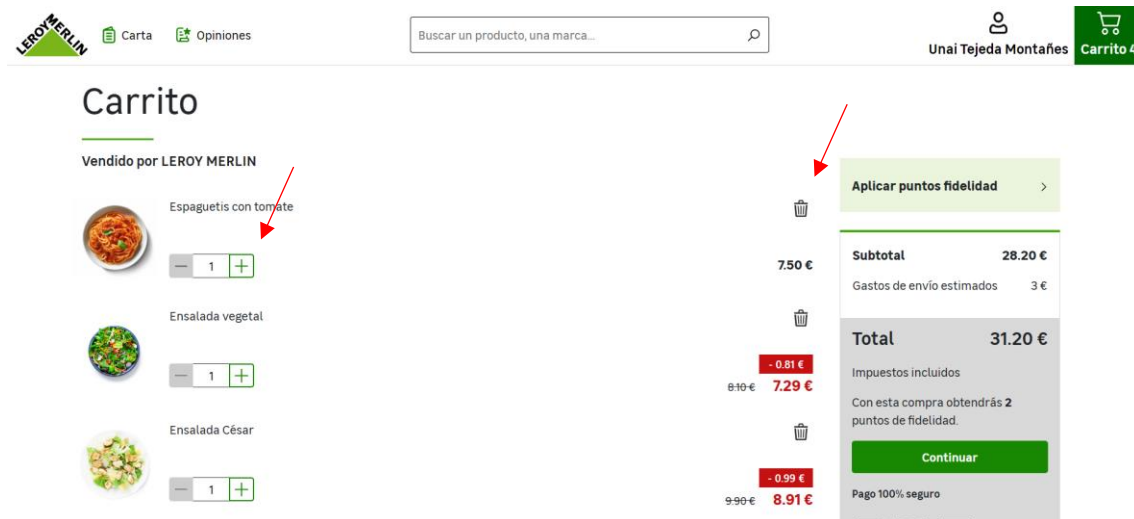 LEROY MERLIN
Carta
Opiniones
Buscar un producto, una marca...
Unai Tejeda Montañes
Carrito 4
Carrito
Vendido por LEROY MERLIN
Espaguetis con tomate
1
7.50 €
Ensalada vegetal
1
- 0.81 €
8.10 € 7.29 €
Ensalada César
1
- 0.99 €
9.90 € 8.91 €
Aplicar puntos fidelidad
Subtotal 28.20 €
Gastos de envío estimados 3 €
Total 31.20 €
Impuestos incluidos
Con esta compra obtendrás 2
puntos de fidelidad.
Continuar
Pago 100% seguro